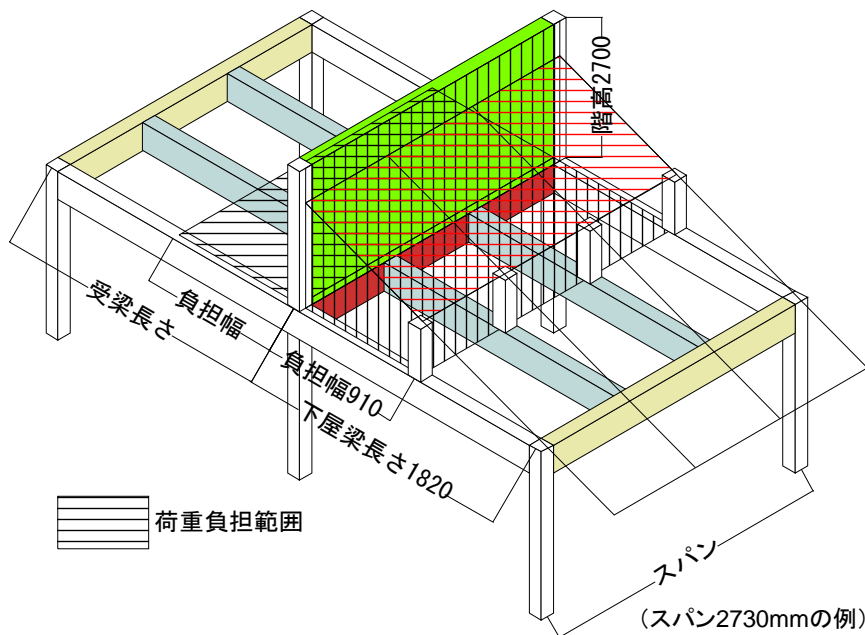 階高2700
受梁長さ
負担幅
負担幅910
下屋梁長さ1820
荷重負担範囲
スパン
(スパン2730mmの例)